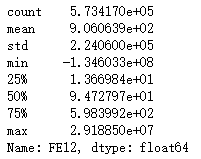 count 5.734170e+05
mean 9.060639e+02
std 2.240600e+05
min -1.346033e+08
25% 1.366984e+01
50% 9.472797e+01
75% 5.983992e+02
max 2.918850e+07
Name: FE12, dtype: float64